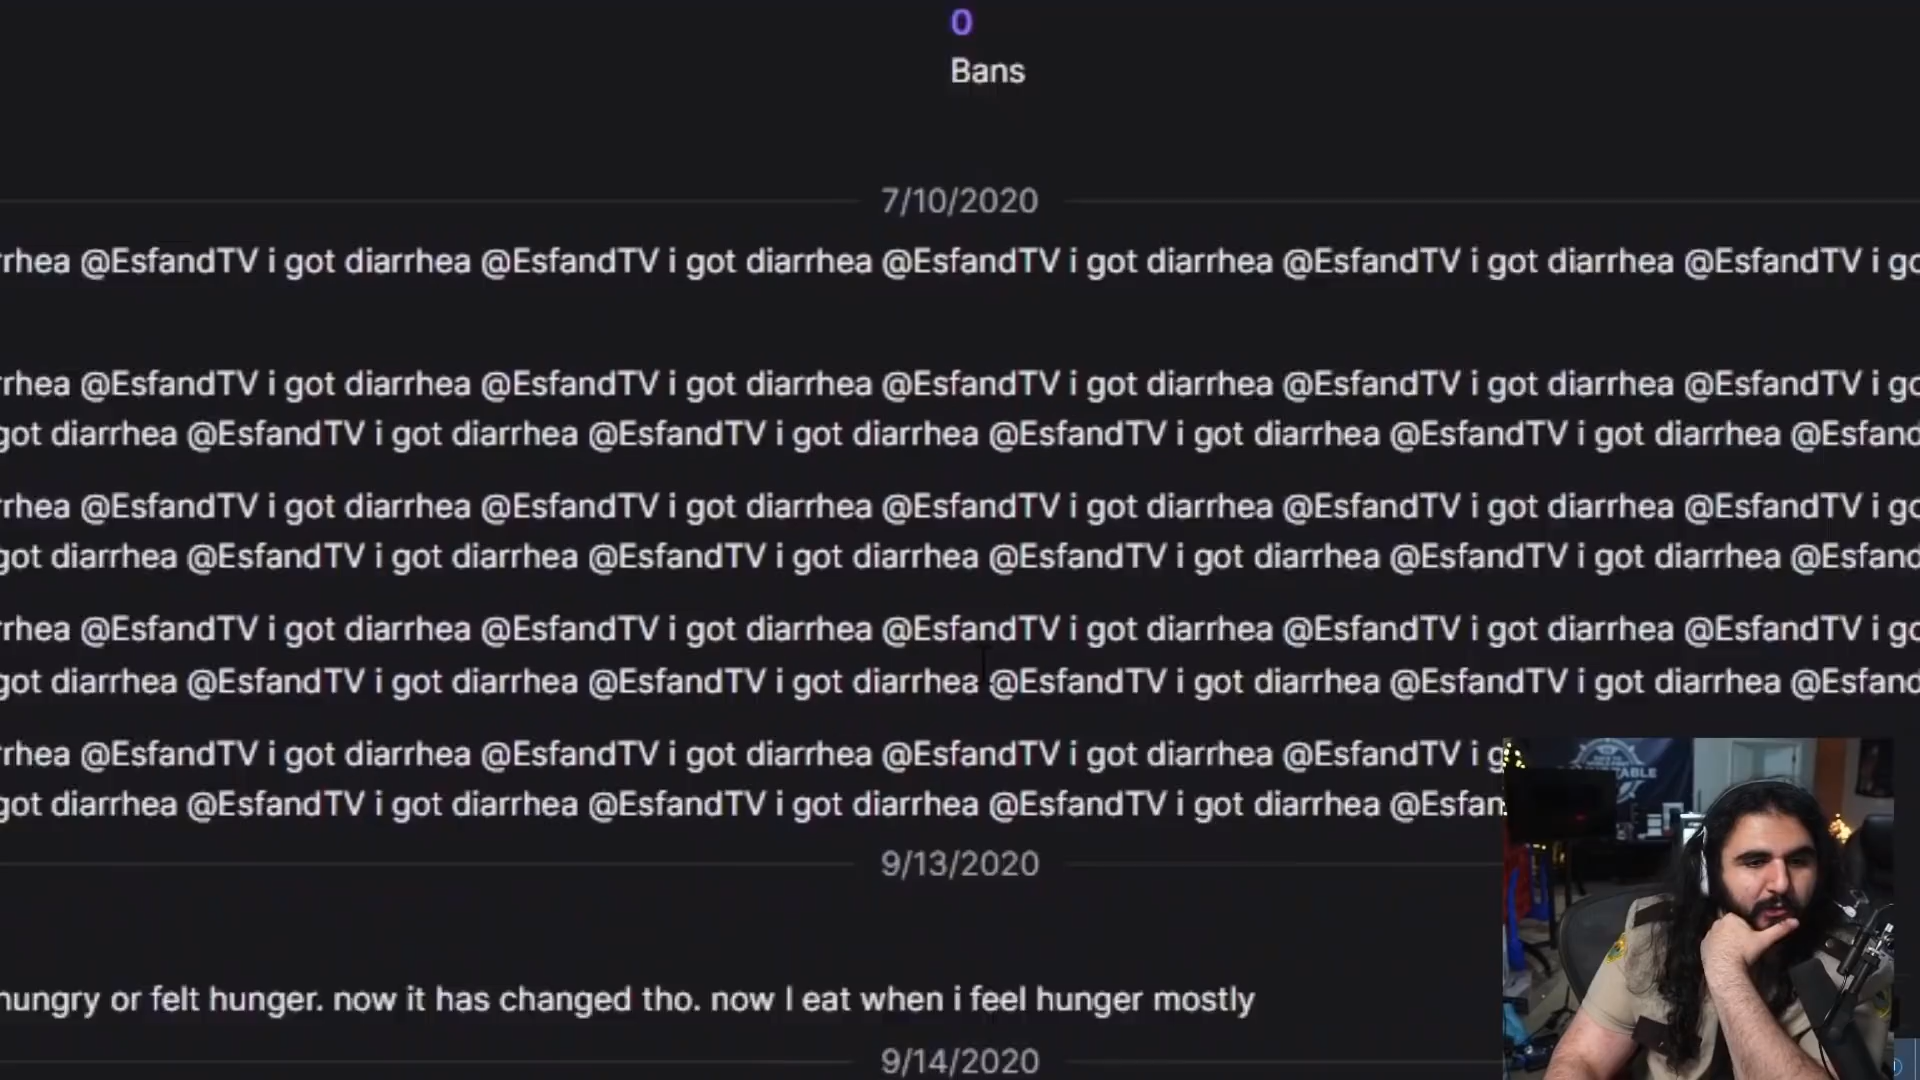 0
Bans
7/10/2020
rrhea @EsfandTV i got diarrhea @EsfandTV i got diarrhea @EsfandTV i got diarrhea @EsfandTV i got diarrhea @EsfandTV i go
rrhea @EsfandTV i got diarrhea @EsfandTV i got diarrhea @EsfandTV i got diarrhea @EsfandTV i got diarrhea @EsfandTV i go
got diarrhea @EsfandTV i got diarrhea @EsfandTV i got diarrhea @EsfandTV i got diarrhea @EsfandTV i got diarrhea @Esfand
rrhea @EsfandTV i got diarrhea @EsfandTV i got diarrhea @EsfandTV i got diarrhea @EsfandTV i got diarrhea @EsfandTV i go
got diarrhea @EsfandTV i got diarrhea @EsfandTV i got diarrhea @EsfandTV i got diarrhea @EsfandTV i got diarrhea @Esfand
rrhea @EsfandTV i got diarrhea @EsfandTV i got diarrhea @EsfandTV i got diarrhea @EsfandTV i got diarrhea @EsfandTV i go
got diarrhea @EsfandTV i got diarrhea @EsfandTV i got diarrhea @EsfandTV i got diarrhea @EsfandTV i got diarrhea @Esfand
rrhea @EsfandTV i got diarrhea @EsfandTV i got diarrhea @EsfandTV i got diarrhea @EsfandTV i g
got diarrhea @EsfandTV i got diarrhea @EsfandTV i got diarrhea @EsfandTV i got diarrhea @Esfan
9/13/2020
hungry or felt hunger. now it has changed tho. now I eat when i feel hunger mostly
9/14/2020